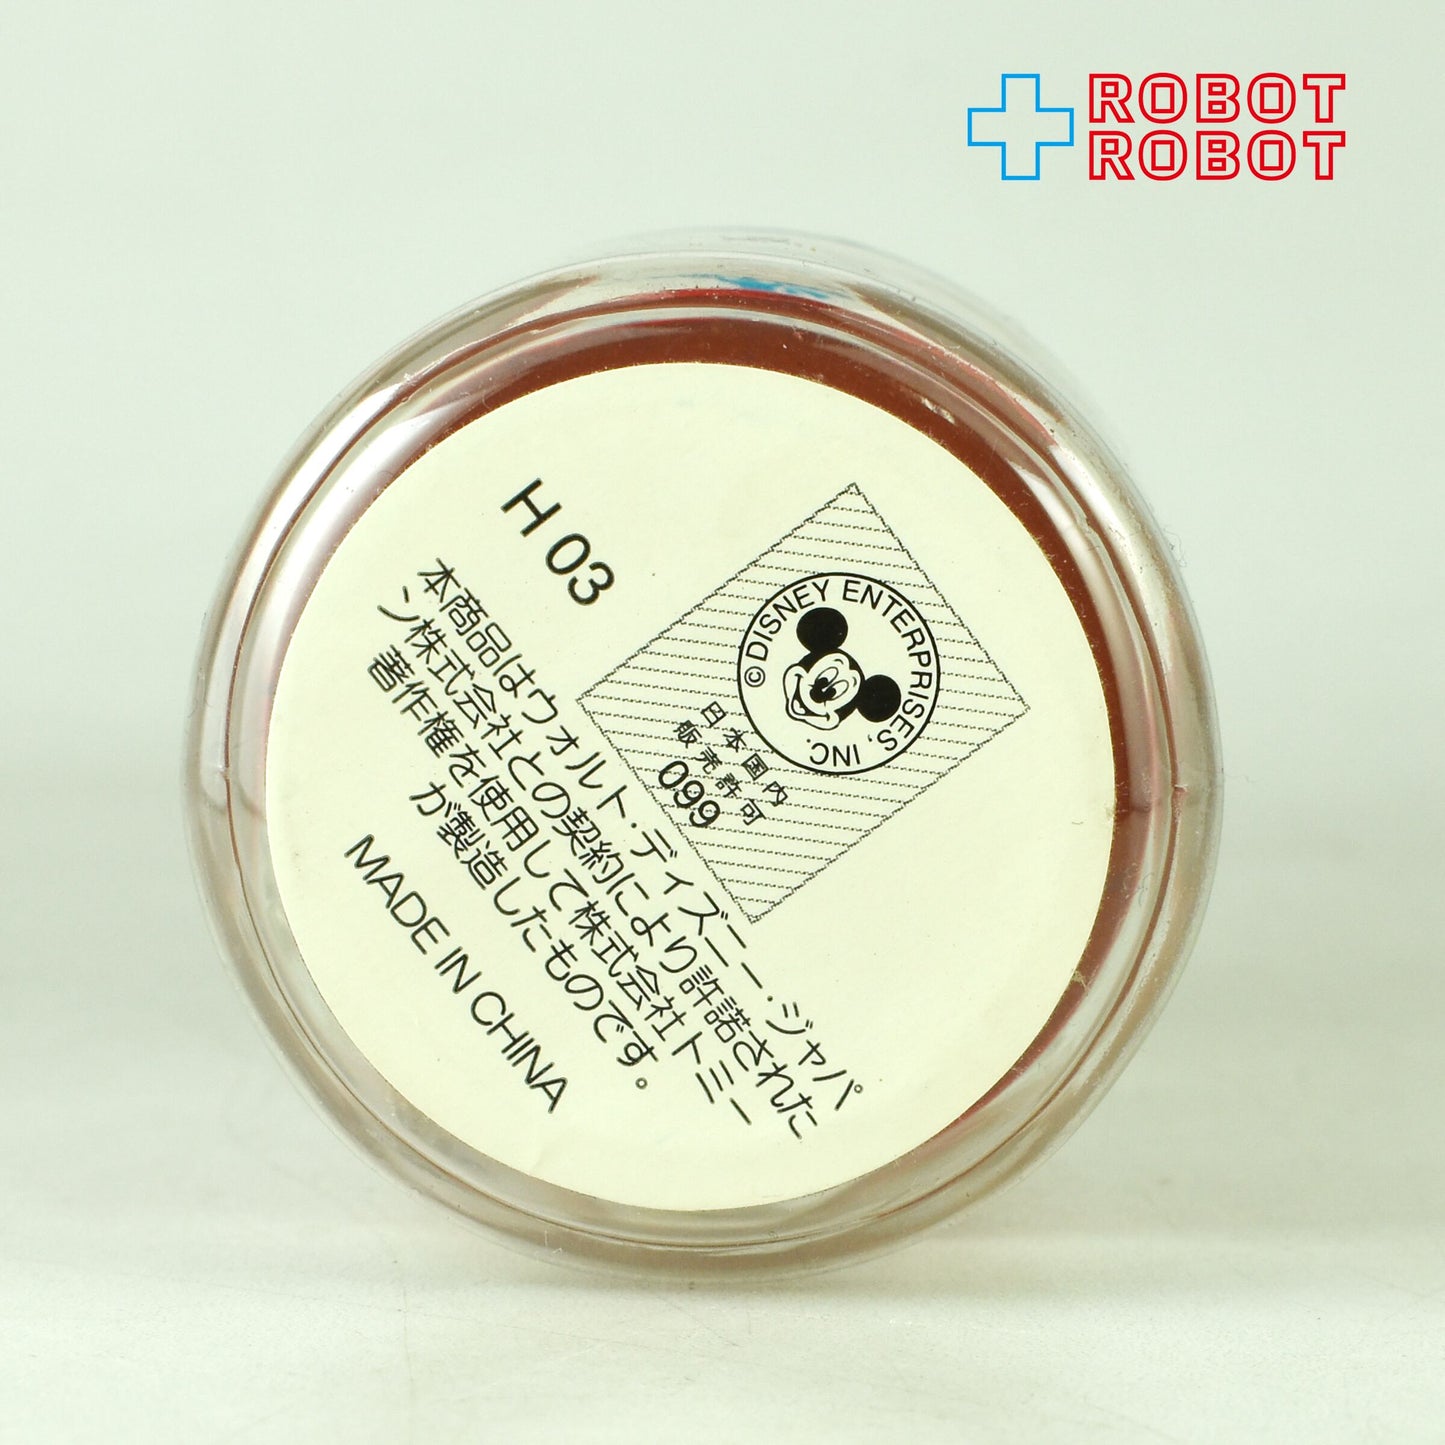 ROBOT
ROBOT
H 03
©DISNEY ENTERPRISES, INC.
日本国内
販売許可
099
本商品はウォルト・ディズニー・ジャパ
ン株式会社との契約により許諾された
著作権を使用して株式会社トミー
が製造したものです。
MADE IN CHINA